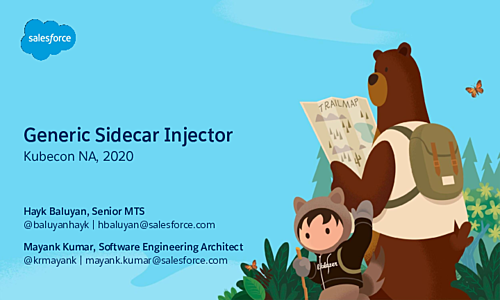 salesforce
Generic Sidecar Injector
Kubecon NA, 2020
TRAILMAP
Hayk Baluyan, Senior MTS
@baluyanhayk | hbaluyan@salesforce.com
Mayank Kumar, Software Engineering Architect
@krmayank | mayank.kumar@salesforce.com